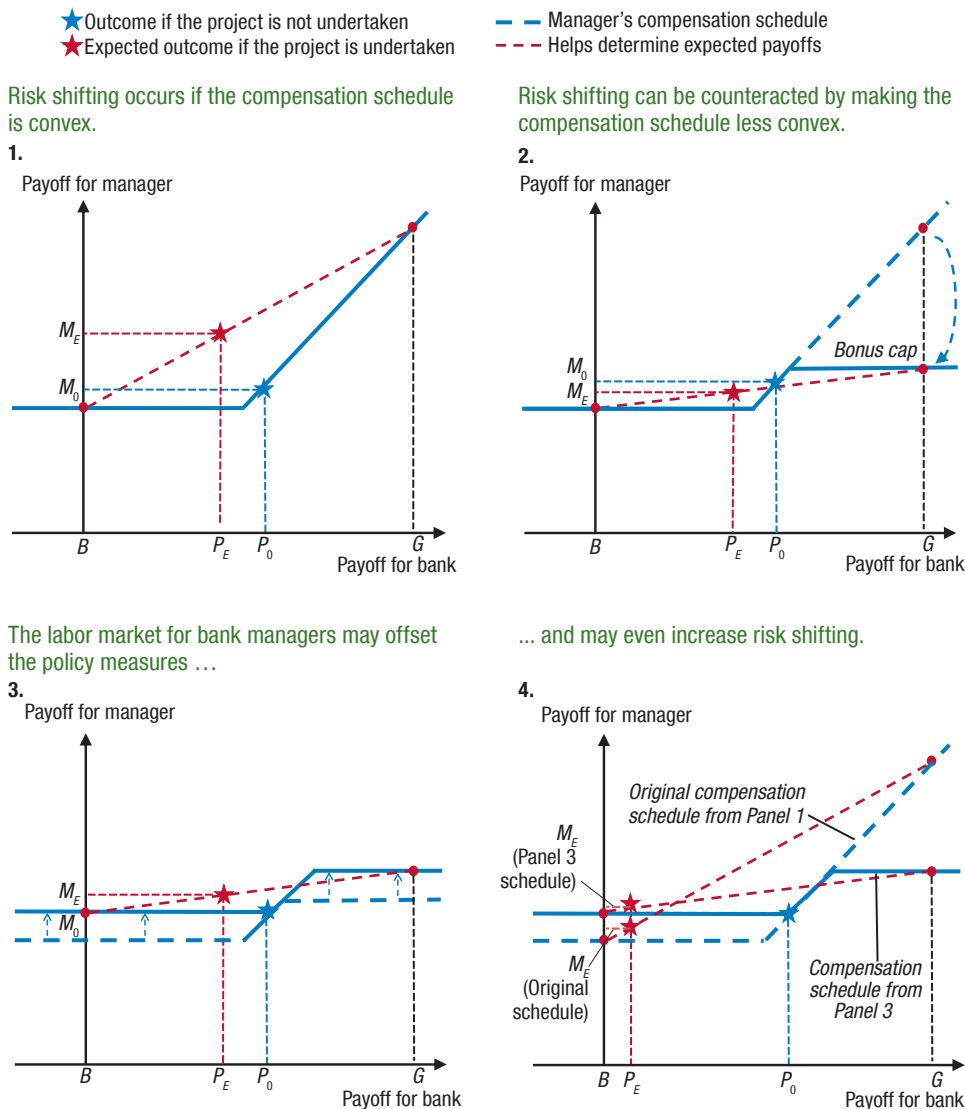 Outcome if the project is not undertaken
Expected outcome if the project is undertaken
Manager's compensation schedule
Helps determine expected payoffs
Risk shifting occurs if the compensation schedule
is convex.
1.
Payoff for manager
M_E
M_0
B
P_E
P_0
G
Payoff for bank
Risk shifting can be counteracted by making the
compensation schedule less convex.
2.
Payoff for manager
Bonus cap
M_0
M_E
B
P_E
P_0
G
Payoff for bank
The labor market for bank managers may offset
the policy measures …
3.
Payoff for manager
M_E
M_0
B
P_E
P_0
G
Payoff for bank
... and may even increase risk shifting.
4.
Payoff for manager
Original compensation
schedule from Panel 1
M_E
(Panel 3
schedule)
M_E
(Original
schedule)
Compensation
schedule from
Panel 3
B
P_E
P_0
G
Payoff for bank